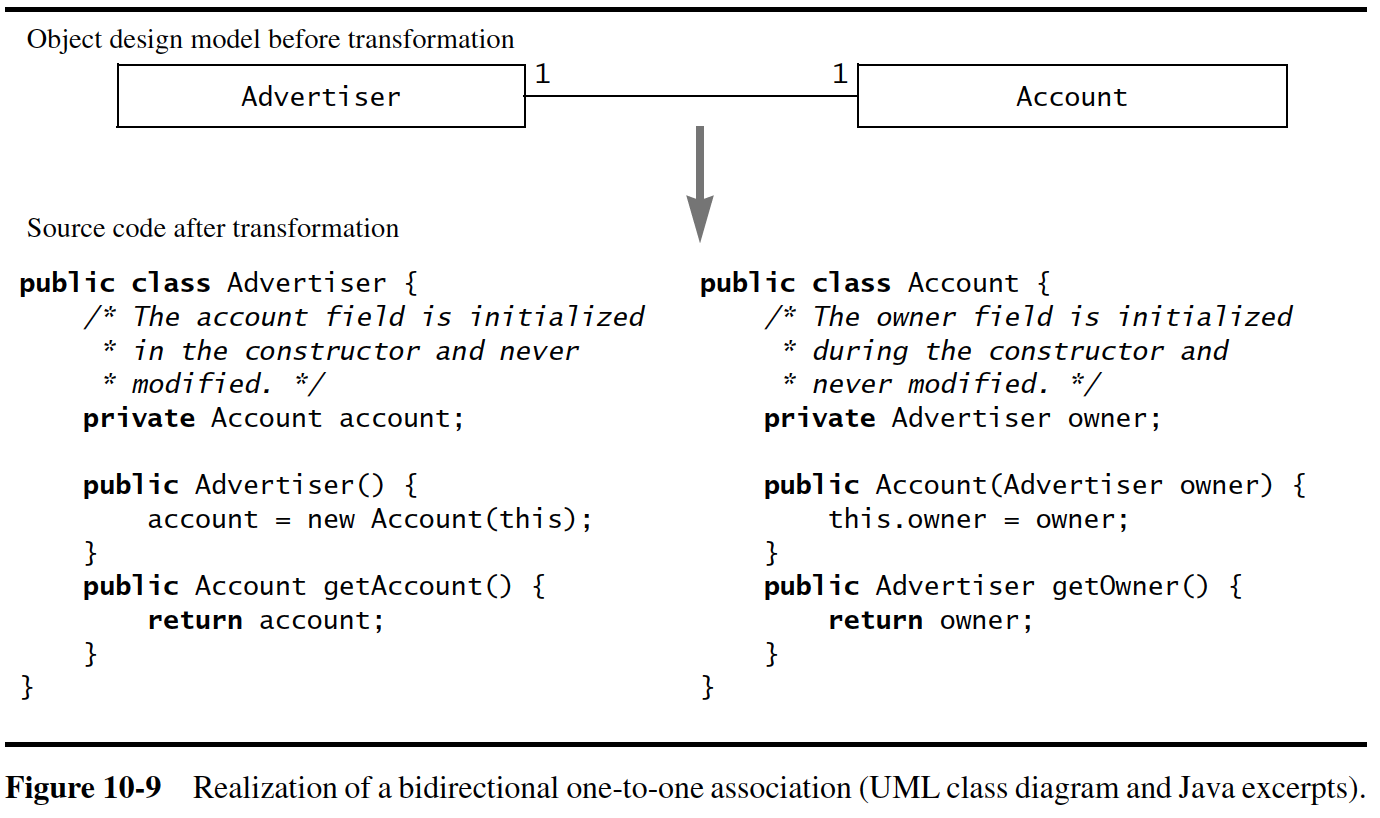 Object design model before transformation
Advertiser 1 1 Account
Source code after transformation
public class Advertiser {
/* The account field is initialized
* in the constructor and never
* modified. */
private Account account;
public Advertiser() {
account = new Account(this);
}
public Account getAccount() {
return account;
}
}
public class Account {
/* The owner field is initialized
* during the constructor and
* never modified. */
private Advertiser owner;
public Account(Advertiser owner) {
this.owner = owner;
}
public Advertiser getOwner() {
return owner;
}
}
Figure 10-9 Realization of a bidirectional one-to-one association (UML class diagram and Java excerpts).